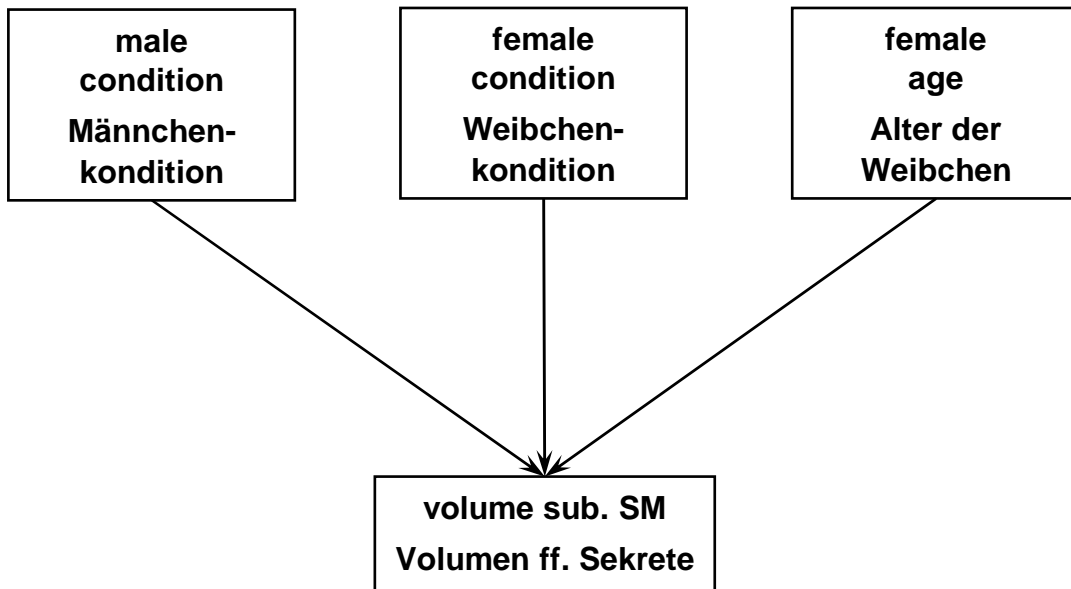 male
condition
Männchen-
kondition
female
condition
Weibchen-
kondition
female
age
Alter der
Weibchen
volume sub. SM
Volumen ff. Sekrete